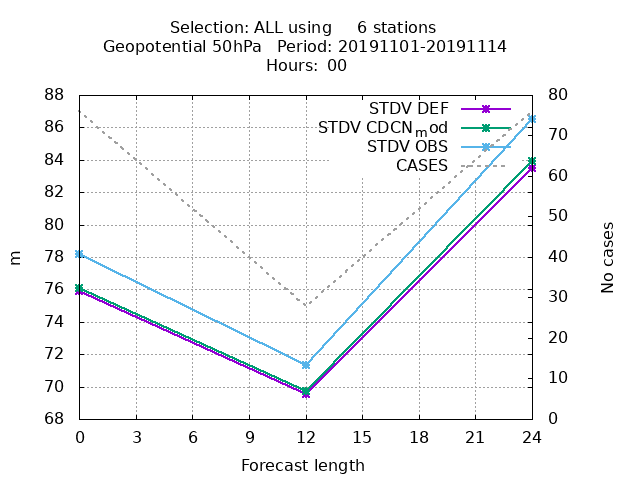 Selection: ALL using 6 stations
Geopotential 50hPa Period: 20191101-20191114
Hours: 00
STDV DEF
STDV CDCNmod
STDV OBS
CASES
88
86
84
82
80
78
76
74
72
70
68
80
70
60
50
40
30
20
10
0
m
No cases
0 3 6 9 12 15 18 21 24
Forecast length